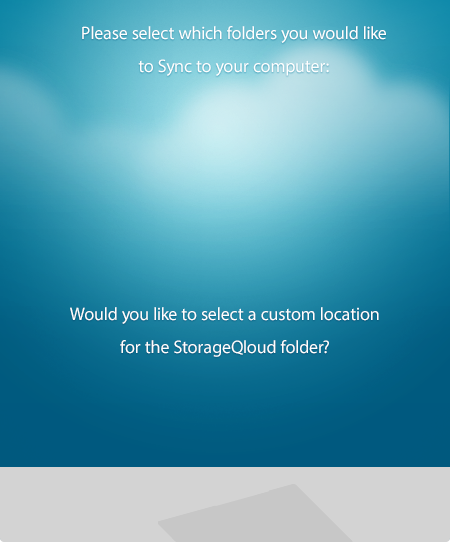 Please select which folders you would like
to Sync to your computer:
Would you like to select a custom location
for the StorageQloud folder?